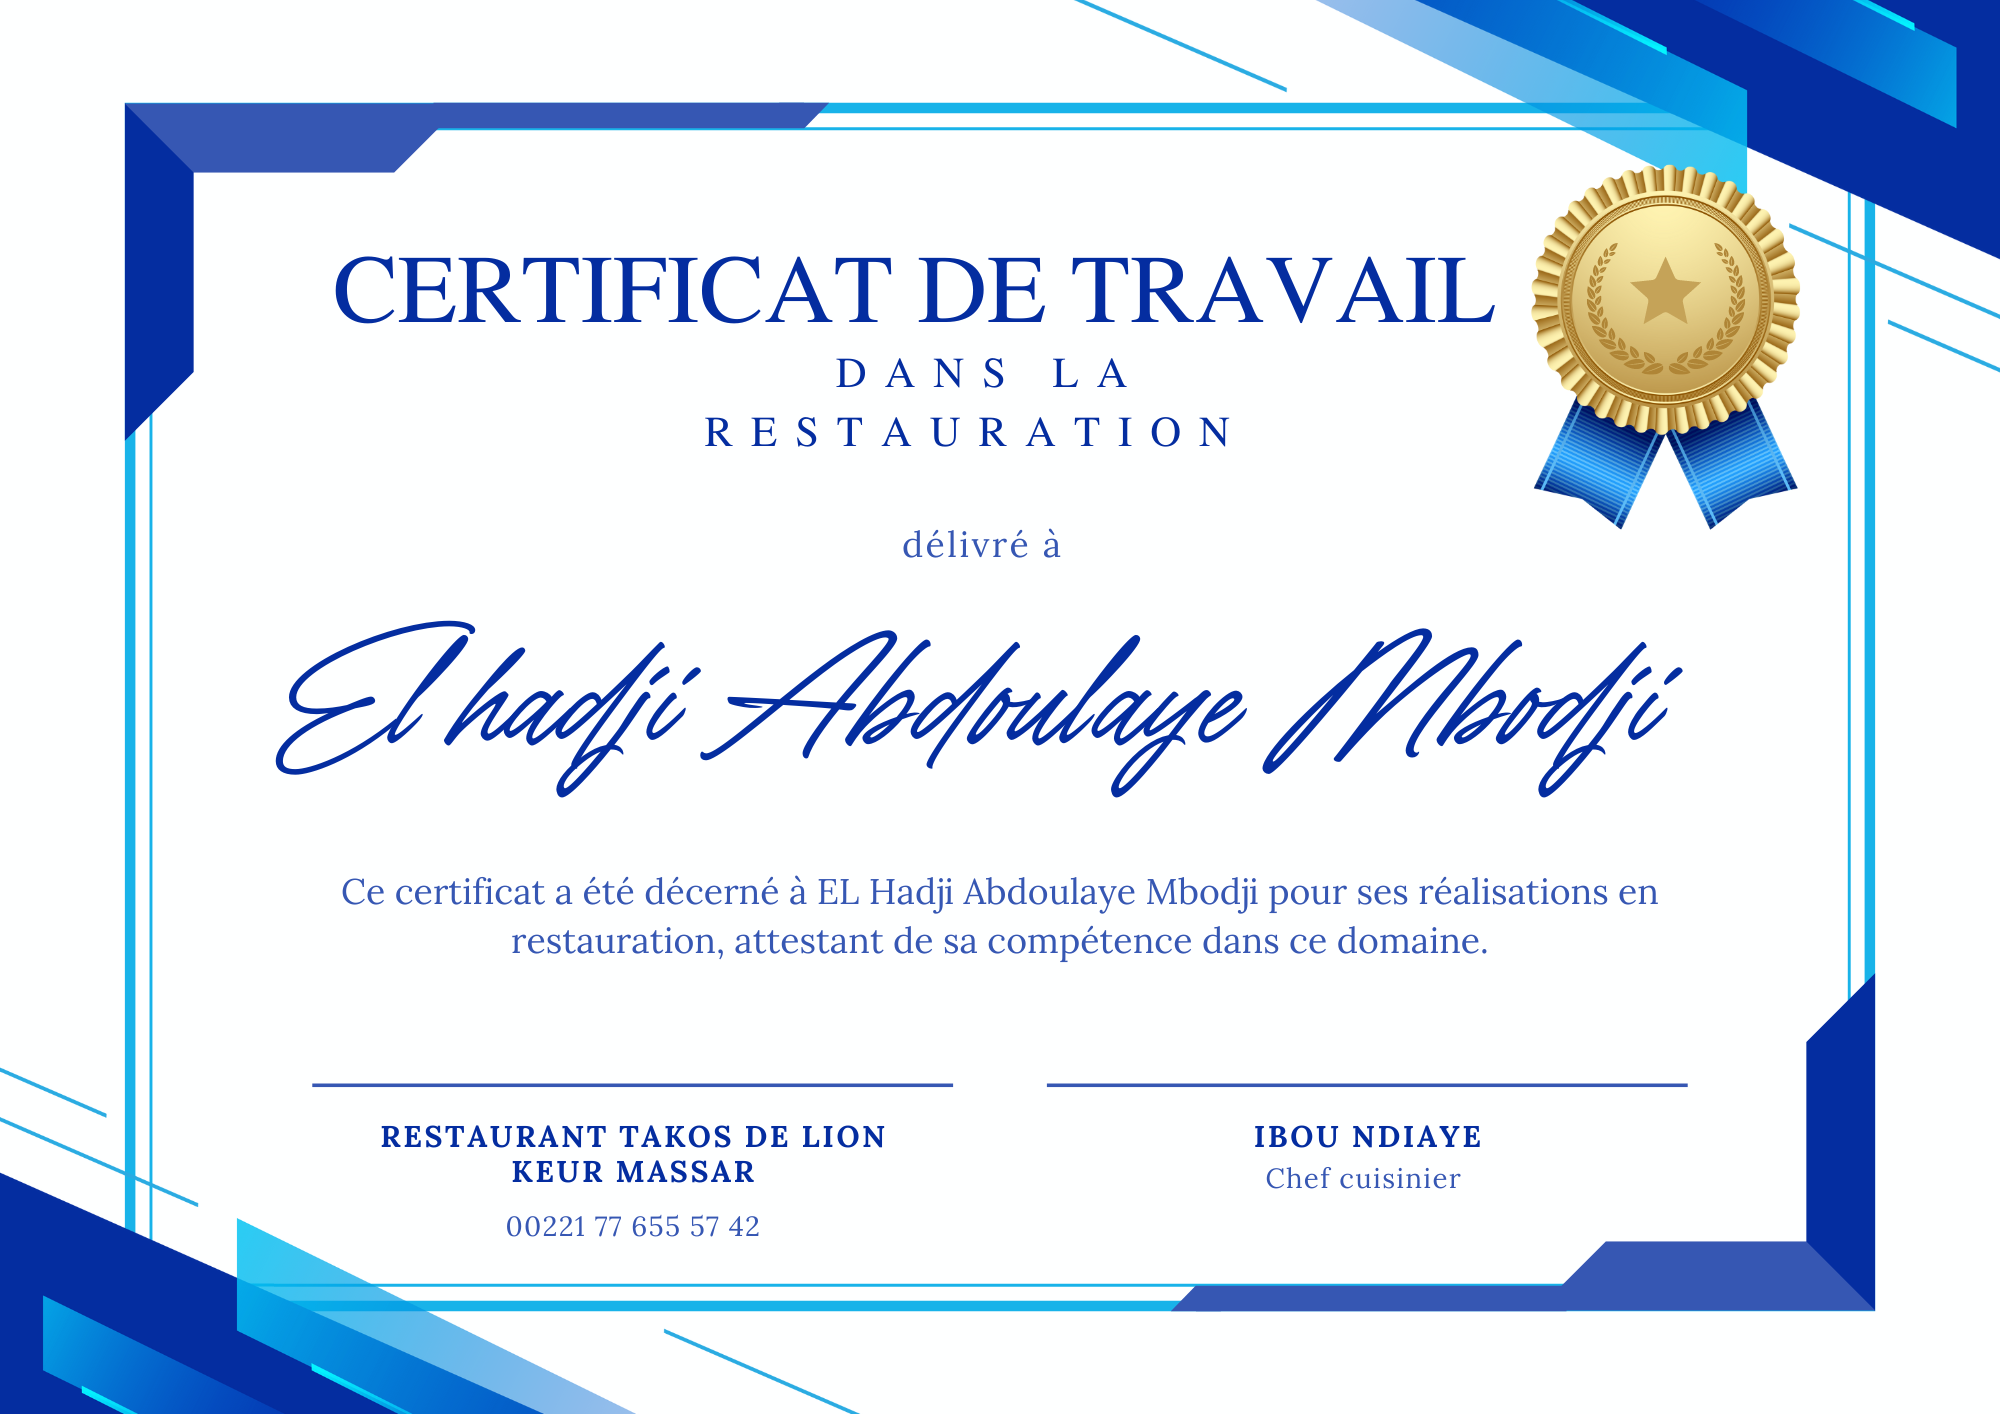 CERTIFICAT DE TRAVAIL
DANS LA
RESTAURATION
délivré à
El hadji Abdoulaye Mbodji
Ce certificat a été décerné à EL Hadji Abdoulaye Mbodji pour ses réalisations en
restauration, attestant de sa compétence dans ce domaine.
RESTAURANT TAKOS DE LION
KEUR MASSAR
00221 77 655 57 42
IBOU NDIAYE
Chef cuisinier